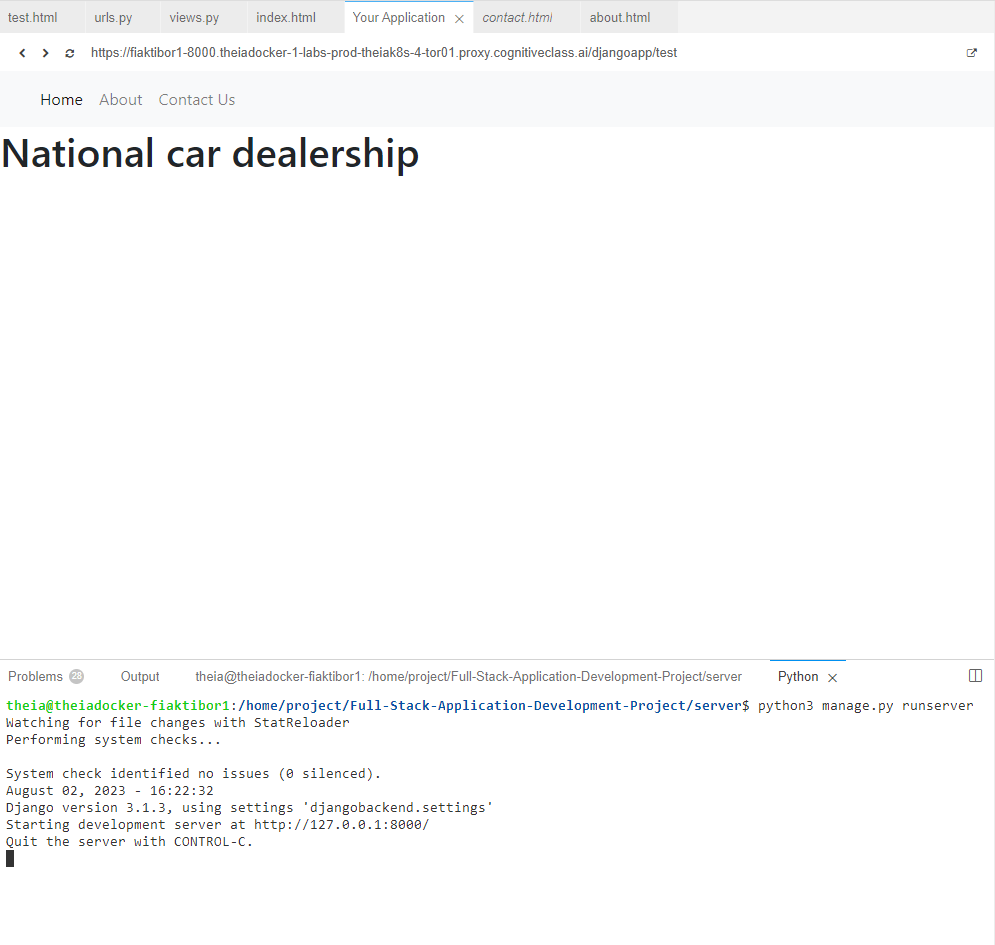 test.html urls.py views.py index.html Your Application contact.html about.html
https://fiaktibor1-8000.theiadocker-1-labs-prod-theiak8s-4-tor01.proxy.cognitiveclass.ai/djangoapp/test
Home About Contact Us
National car dealership
Problems 28 Output theia@theiadocker-fiaktibor1: /home/project/Full-Stack-Application-Development-Project/server Python
theia@theiadocker-fiaktibor1:/home/project/Full-Stack-Application-Development-Project/server$ python3 manage.py runserver
Watching for file changes with StatReloader
Performing system checks...
System check identified no issues (0 silenced).
August 02, 2023 - 16:22:32
Django version 3.1.3, using settings 'djangobackend.settings'
Starting development server at http://127.0.0.1:8000/
Quit the server with CONTROL-C.